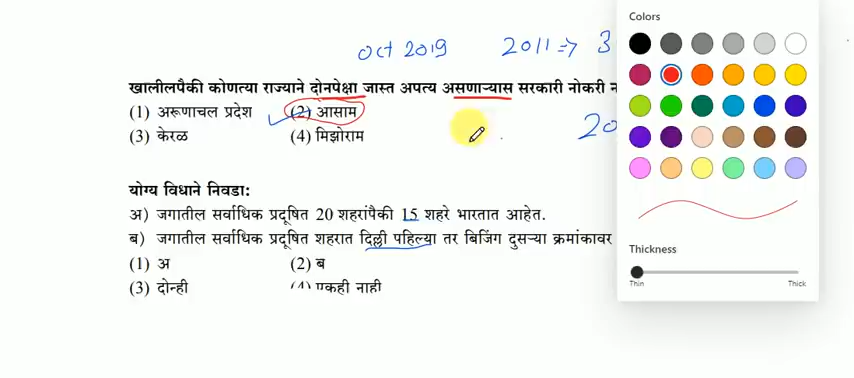 Oct 2019 2011 => 3
खालीलपैकी कोणत्या राज्याने दोनपेक्षा जास्त अपत्य असणाऱ्यास सरकारी नोकरी न
(1) अरूणाचल प्रदेश (2) आसाम
(3) केरळ (4) मिझोराम
20
योग्य विधाने निवडा:
अ) जगातील सर्वाधिक प्रदूषित 20 शहरांपैकी 15 शहरे भारतात आहेत.
ब) जगातील सर्वाधिक प्रदूषित शहरात दिल्ली पहिल्या तर बिजिंग दुसऱ्या क्रमांकावर
(1) अ (2) ब
(3) दोन्ही (4) एकही नाही
Colors
Thickness
Thin Thick